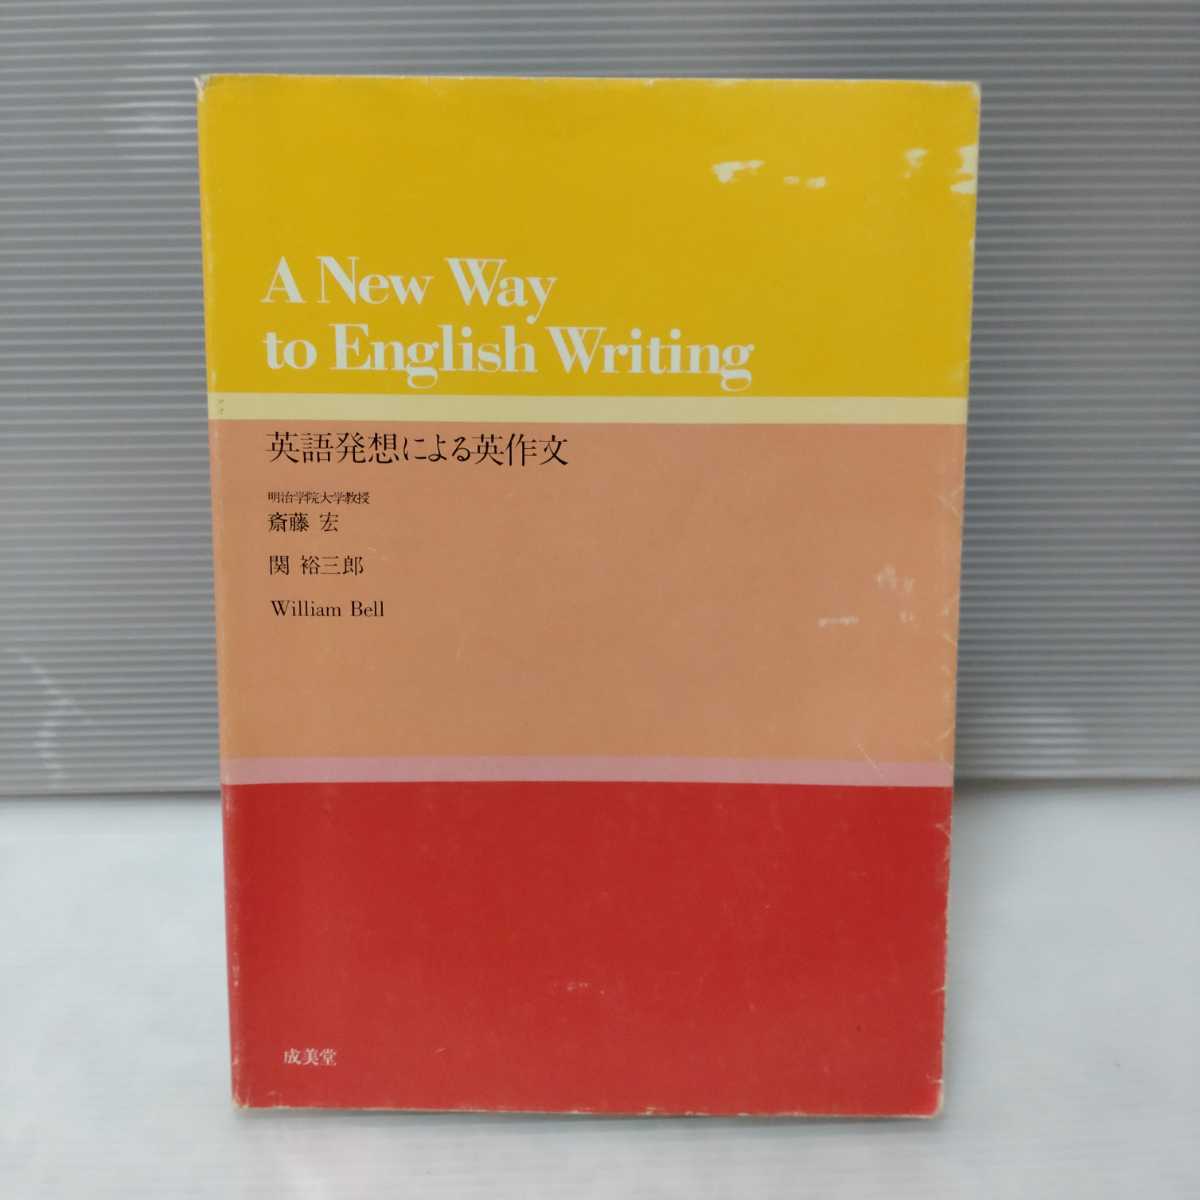 A New Way
to English Writing
英語発想による英作文
明治学院大学教授
斎藤 宏
関 裕三郎
William Bell
成美堂